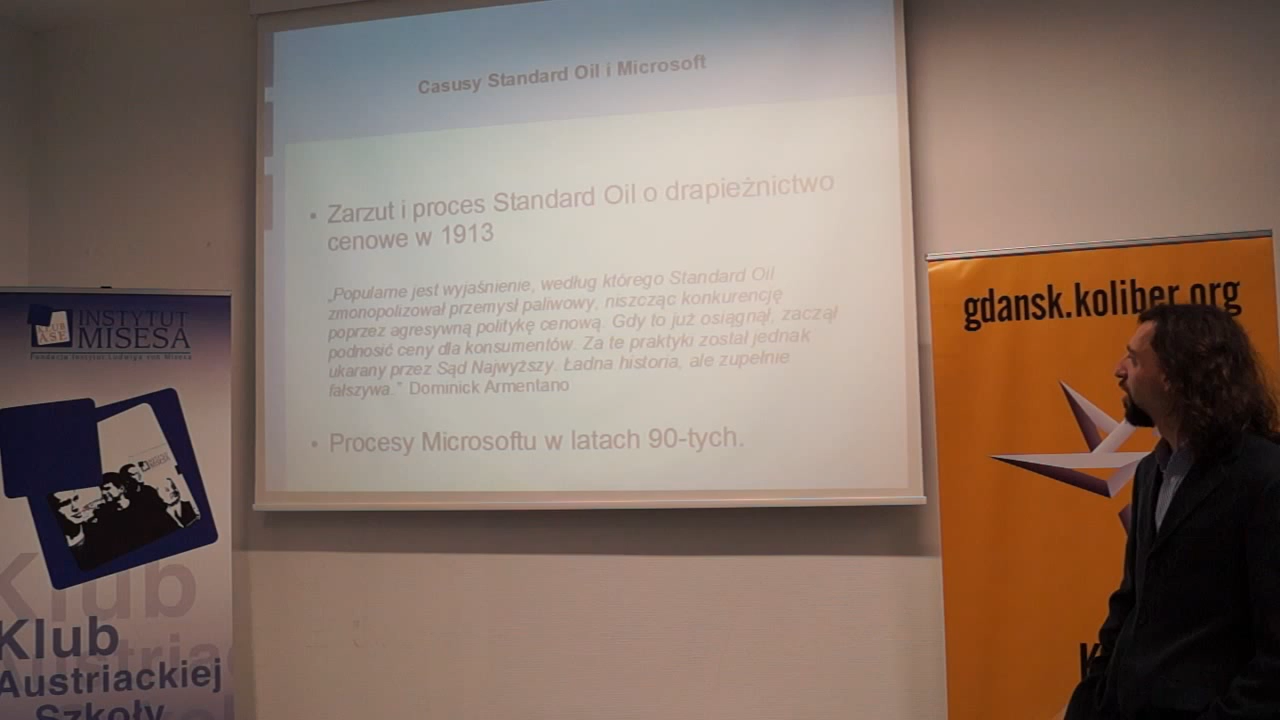 Casusy Standard Oil i Microsoft
Zarzut i proces Standard Oil o drapieżnictwo
cenowe w 1913
„Popularne jest wyjaśnienie, według którego Standard Oil
zmonopolizował przemysł paliwowy, niszcząc konkurencję
poprzez agresywną politykę cenową. Gdy to już osiągnął, zaczął
podnosić ceny dla konsumentów. Za te praktyki został jednak
ukarany przez Sąd Najwyższy. Ładna historia, ale zupełnie
fałszywa.” Dominick Armentano
Procesy Microsoftu w latach 90-tych.
KLUB
ASE
INSTYTUT
MISESA
Fundacja Instytut Ludwiga von Misesa
Klub
Klub
Austriackiej
Szkoły
gdansk.koliber.org
K